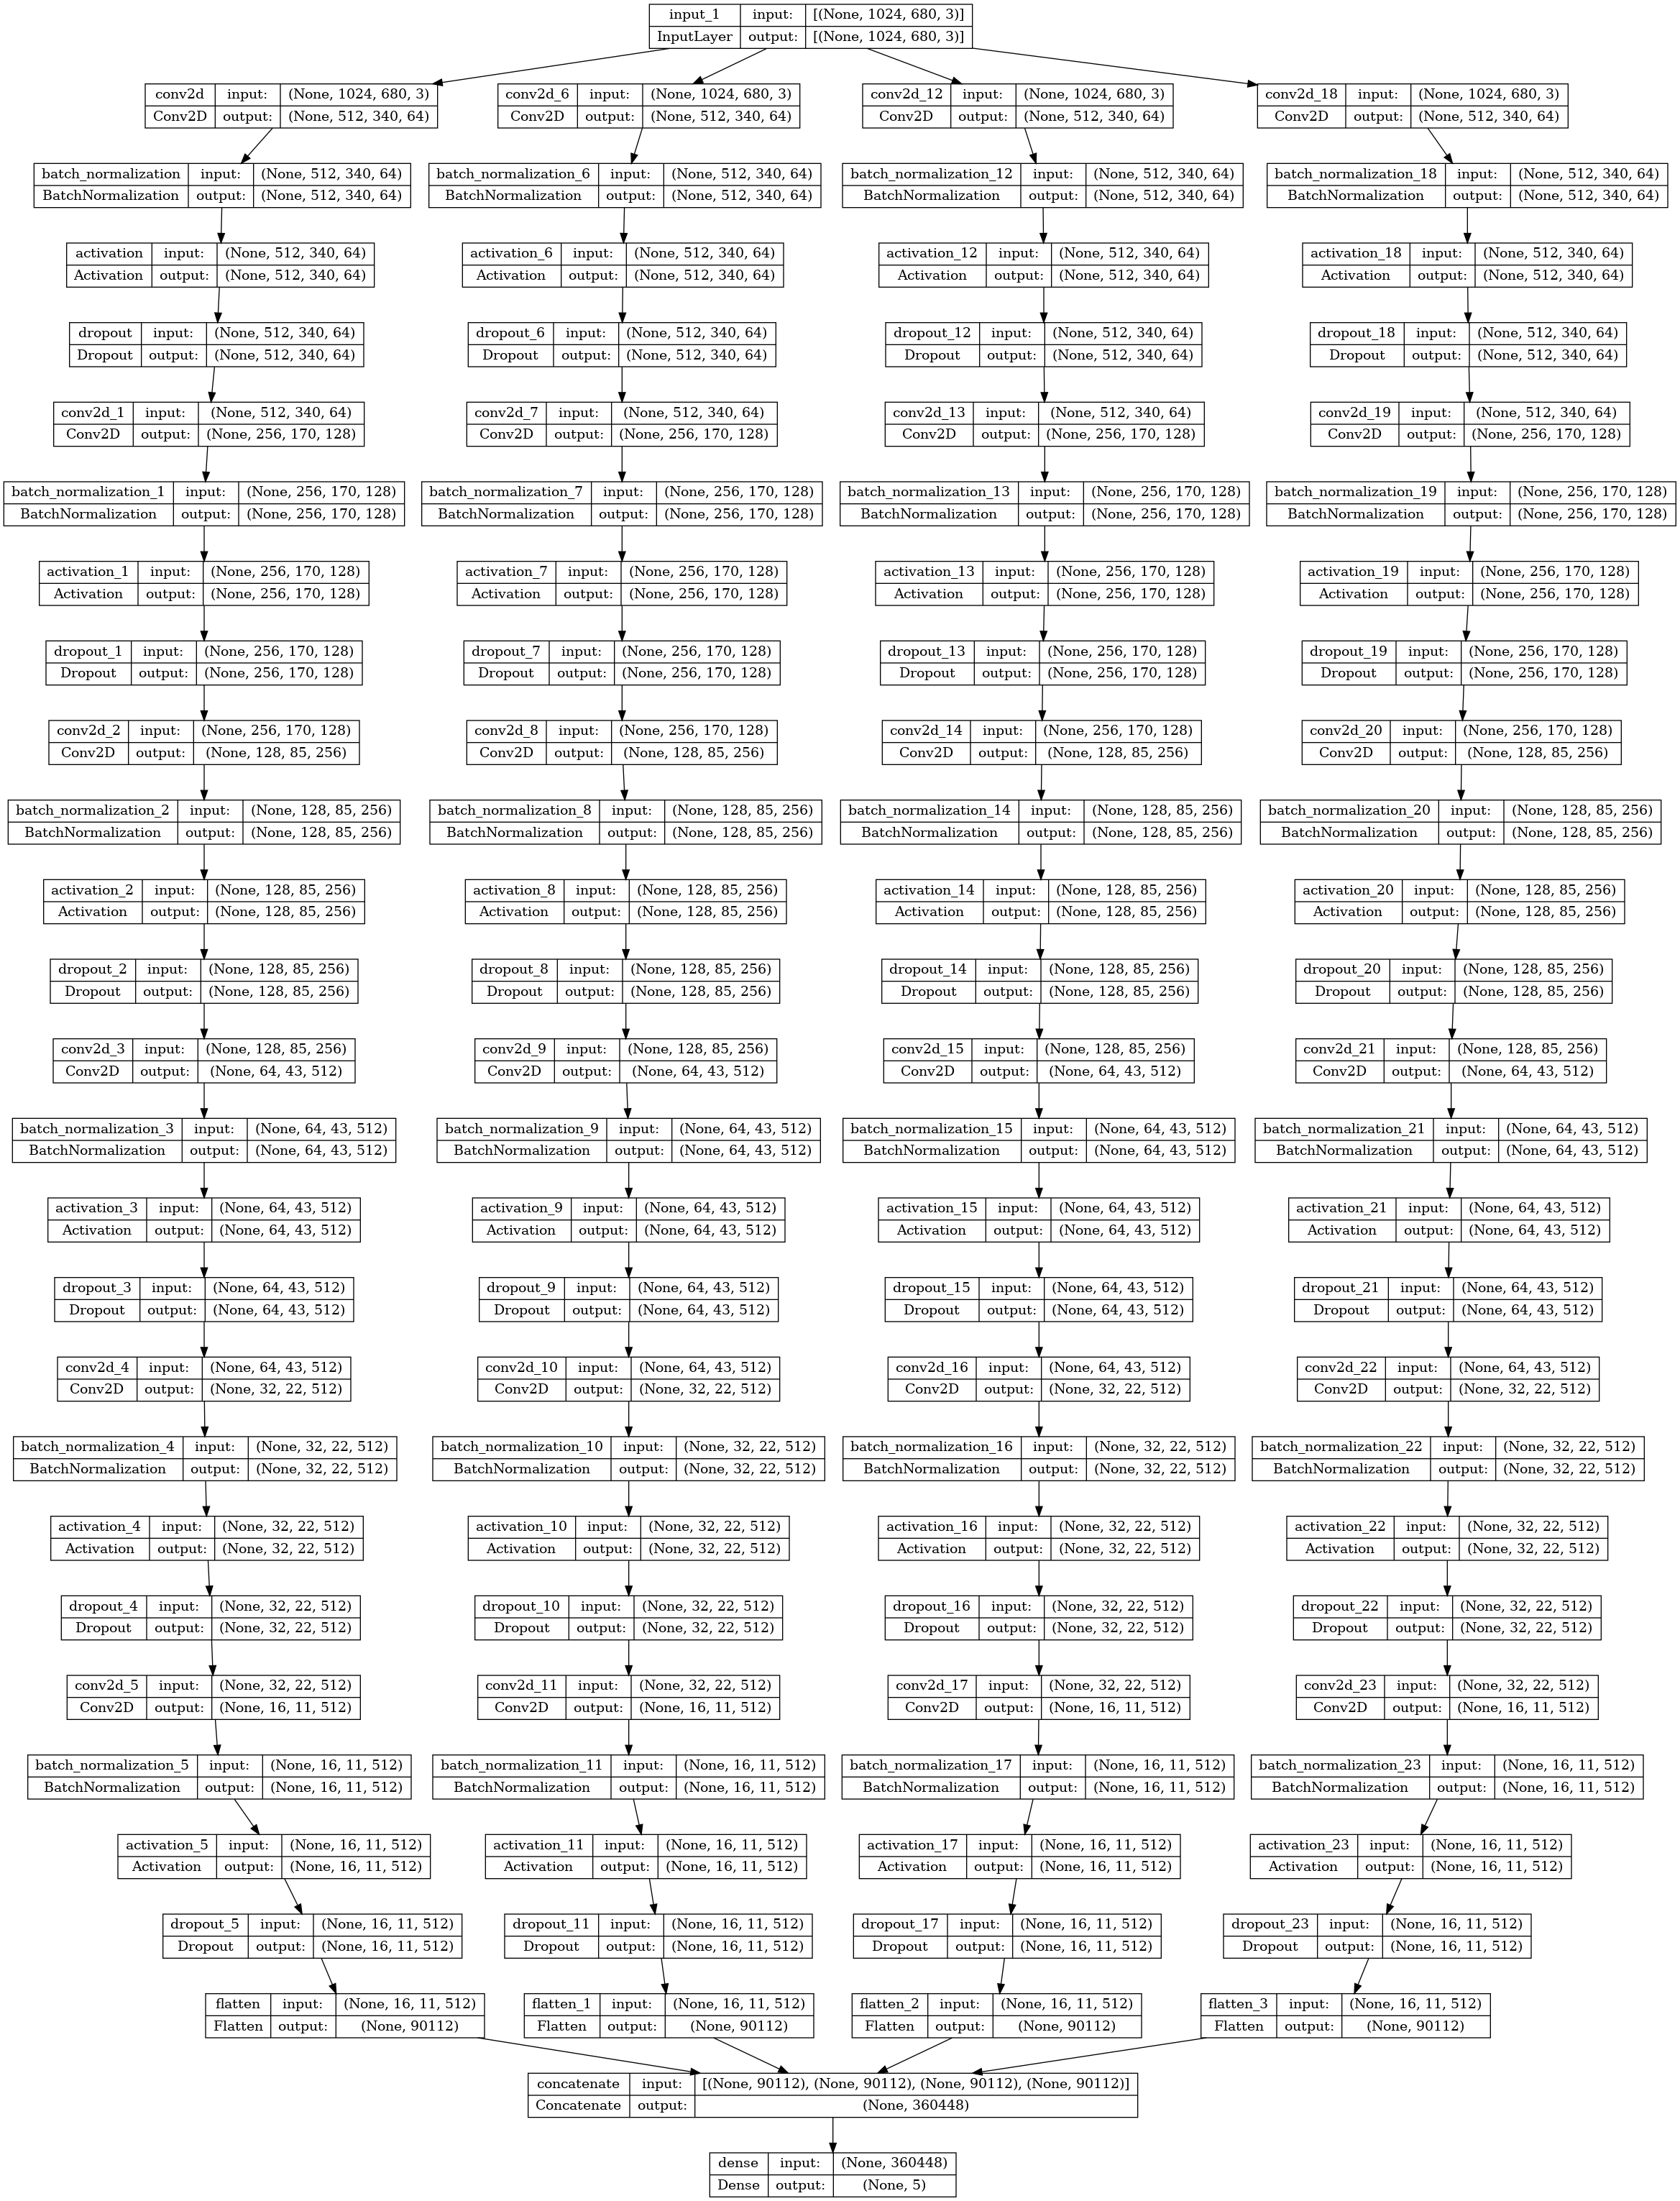 input_1 input: [(None, 1024, 680, 3)]
InputLayer output: [(None, 1024, 680, 3)]
conv2d input: (None, 1024, 680, 3) conv2d_6 input: (None, 1024, 680, 3) conv2d_12 input: (None, 1024, 680, 3) conv2d_18 input: (None, 1024, 680, 3)
Conv2D output: (None, 512, 340, 64) Conv2D output: (None, 512, 340, 64) Conv2D output: (None, 512, 340, 64) Conv2D output: (None, 512, 340, 64)
batch_normalization input: (None, 512, 340, 64) batch_normalization_6 input: (None, 512, 340, 64) batch_normalization_12 input: (None, 512, 340, 64) batch_normalization_18 input: (None, 512, 340, 64)
BatchNormalization output: (None, 512, 340, 64) BatchNormalization output: (None, 512, 340, 64) BatchNormalization output: (None, 512, 340, 64) BatchNormalization output: (None, 512, 340, 64)
activation input: (None, 512, 340, 64) activation_6 input: (None, 512, 340, 64) activation_12 input: (None, 512, 340, 64) activation_18 input: (None, 512, 340, 64)
Activation output: (None, 512, 340, 64) Activation output: (None, 512, 340, 64) Activation output: (None, 512, 340, 64) Activation output: (None, 512, 340, 64)
dropout input: (None, 512, 340, 64) dropout_6 input: (None, 512, 340, 64) dropout_12 input: (None, 512, 340, 64) dropout_18 input: (None, 512, 340, 64)
Dropout output: (None, 512, 340, 64) Dropout output: (None, 512, 340, 64) Dropout output: (None, 512, 340, 64) Dropout output: (None, 512, 340, 64)
conv2d_1 input: (None, 512, 340, 64) conv2d_7 input: (None, 512, 340, 64) conv2d_13 input: (None, 512, 340, 64) conv2d_19 input: (None, 512, 340, 64)
Conv2D output: (None, 256, 170, 128) Conv2D output: (None, 256, 170, 128) Conv2D output: (None, 256, 170, 128) Conv2D output: (None, 256, 170, 128)
batch_normalization_1 input: (None, 256, 170, 128) batch_normalization_7 input: (None, 256, 170, 128) batch_normalization_13 input: (None, 256, 170, 128) batch_normalization_19 input: (None, 256, 170, 128)
BatchNormalization output: (None, 256, 170, 128) BatchNormalization output: (None, 256, 170, 128) BatchNormalization output: (None, 256, 170, 128) BatchNormalization output: (None, 256, 170, 128)
activation_1 input: (None, 256, 170, 128) activation_7 input: (None, 256, 170, 128) activation_13 input: (None, 256, 170, 128) activation_19 input: (None, 256, 170, 128)
Activation output: (None, 256, 170, 128) Activation output: (None, 256, 170, 128) Activation output: (None, 256, 170, 128) Activation output: (None, 256, 170, 128)
dropout_1 input: (None, 256, 170, 128) dropout_7 input: (None, 256, 170, 128) dropout_13 input: (None, 256, 170, 128) dropout_19 input: (None, 256, 170, 128)
Dropout output: (None, 256, 170, 128) Dropout output: (None, 256, 170, 128) Dropout output: (None, 256, 170, 128) Dropout output: (None, 256, 170, 128)
conv2d_2 input: (None, 256, 170, 128) conv2d_8 input: (None, 256, 170, 128) conv2d_14 input: (None, 256, 170, 128) conv2d_20 input: (None, 256, 170, 128)
Conv2D output: (None, 128, 85, 256) Conv2D output: (None, 128, 85, 256) Conv2D output: (None, 128, 85, 256) Conv2D output: (None, 128, 85, 256)
batch_normalization_2 input: (None, 128, 85, 256) batch_normalization_8 input: (None, 128, 85, 256) batch_normalization_14 input: (None, 128, 85, 256) batch_normalization_20 input: (None, 128, 85, 256)
BatchNormalization output: (None, 128, 85, 256) BatchNormalization output: (None, 128, 85, 256) BatchNormalization output: (None, 128, 85, 256) BatchNormalization output: (None, 128, 85, 256)
activation_2 input: (None, 128, 85, 256) activation_8 input: (None, 128, 85, 256) activation_14 input: (None, 128, 85, 256) activation_20 input: (None, 128, 85, 256)
Activation output: (None, 128, 85, 256) Activation output: (None, 128, 85, 256) Activation output: (None, 128, 85, 256) Activation output: (None, 128, 85, 256)
dropout_2 input: (None, 128, 85, 256) dropout_8 input: (None, 128, 85, 256) dropout_14 input: (None, 128, 85, 256) dropout_20 input: (None, 128, 85, 256)
Dropout output: (None, 128, 85, 256) Dropout output: (None, 128, 85, 256) Dropout output: (None, 128, 85, 256) Dropout output: (None, 128, 85, 256)
conv2d_3 input: (None, 128, 85, 256) conv2d_9 input: (None, 128, 85, 256) conv2d_15 input: (None, 128, 85, 256) conv2d_21 input: (None, 128, 85, 256)
Conv2D output: (None, 64, 43, 512) Conv2D output: (None, 64, 43, 512) Conv2D output: (None, 64, 43, 512) Conv2D output: (None, 64, 43, 512)
batch_normalization_3 input: (None, 64, 43, 512) batch_normalization_9 input: (None, 64, 43, 512) batch_normalization_15 input: (None, 64, 43, 512) batch_normalization_21 input: (None, 64, 43, 512)
BatchNormalization output: (None, 64, 43, 512) BatchNormalization output: (None, 64, 43, 512) BatchNormalization output: (None, 64, 43, 512) BatchNormalization output: (None, 64, 43, 512)
activation_3 input: (None, 64, 43, 512) activation_9 input: (None, 64, 43, 512) activation_15 input: (None, 64, 43, 512) activation_21 input: (None, 64, 43, 512)
Activation output: (None, 64, 43, 512) Activation output: (None, 64, 43, 512) Activation output: (None, 64, 43, 512) Activation output: (None, 64, 43, 512)
dropout_3 input: (None, 64, 43, 512) dropout_9 input: (None, 64, 43, 512) dropout_15 input: (None, 64, 43, 512) dropout_21 input: (None, 64, 43, 512)
Dropout output: (None, 64, 43, 512) Dropout output: (None, 64, 43, 512) Dropout output: (None, 64, 43, 512) Dropout output: (None, 64, 43, 512)
conv2d_4 input: (None, 64, 43, 512) conv2d_10 input: (None, 64, 43, 512) conv2d_16 input: (None, 64, 43, 512) conv2d_22 input: (None, 64, 43, 512)
Conv2D output: (None, 32, 22, 512) Conv2D output: (None, 32, 22, 512) Conv2D output: (None, 32, 22, 512) Conv2D output: (None, 32, 22, 512)
batch_normalization_4 input: (None, 32, 22, 512) batch_normalization_10 input: (None, 32, 22, 512) batch_normalization_16 input: (None, 32, 22, 512) batch_normalization_22 input: (None, 32, 22, 512)
BatchNormalization output: (None, 32, 22, 512) BatchNormalization output: (None, 32, 22, 512) BatchNormalization output: (None, 32, 22, 512) BatchNormalization output: (None, 32, 22, 512)
activation_4 input: (None, 32, 22, 512) activation_10 input: (None, 32, 22, 512) activation_16 input: (None, 32, 22, 512) activation_22 input: (None, 32, 22, 512)
Activation output: (None, 32, 22, 512) Activation output: (None, 32, 22, 512) Activation output: (None, 32, 22, 512) Activation output: (None, 32, 22, 512)
dropout_4 input: (None, 32, 22, 512) dropout_10 input: (None, 32, 22, 512) dropout_16 input: (None, 32, 22, 512) dropout_22 input: (None, 32, 22, 512)
Dropout output: (None, 32, 22, 512) Dropout output: (None, 32, 22, 512) Dropout output: (None, 32, 22, 512) Dropout output: (None, 32, 22, 512)
conv2d_5 input: (None, 32, 22, 512) conv2d_11 input: (None, 32, 22, 512) conv2d_17 input: (None, 32, 22, 512) conv2d_23 input: (None, 32, 22, 512)
Conv2D output: (None, 16, 11, 512) Conv2D output: (None, 16, 11, 512) Conv2D output: (None, 16, 11, 512) Conv2D output: (None, 16, 11, 512)
batch_normalization_5 input: (None, 16, 11, 512) batch_normalization_11 input: (None, 16, 11, 512) batch_normalization_17 input: (None, 16, 11, 512) batch_normalization_23 input: (None, 16, 11, 512)
BatchNormalization output: (None, 16, 11, 512) BatchNormalization output: (None, 16, 11, 512) BatchNormalization output: (None, 16, 11, 512) BatchNormalization output: (None, 16, 11, 512)
activation_5 input: (None, 16, 11, 512) activation_11 input: (None, 16, 11, 512) activation_17 input: (None, 16, 11, 512) activation_23 input: (None, 16, 11, 512)
Activation output: (None, 16, 11, 512) Activation output: (None, 16, 11, 512) Activation output: (None, 16, 11, 512) Activation output: (None, 16, 11, 512)
dropout_5 input: (None, 16, 11, 512) dropout_11 input: (None, 16, 11, 512) dropout_17 input: (None, 16, 11, 512) dropout_23 input: (None, 16, 11, 512)
Dropout output: (None, 16, 11, 512) Dropout output: (None, 16, 11, 512) Dropout output: (None, 16, 11, 512) Dropout output: (None, 16, 11, 512)
flatten input: (None, 16, 11, 512) flatten_1 input: (None, 16, 11, 512) flatten_2 input: (None, 16, 11, 512) flatten_3 input: (None, 16, 11, 512)
Flatten output: (None, 90112) Flatten output: (None, 90112) Flatten output: (None, 90112) Flatten output: (None, 90112)
concatenate input: [(None, 90112), (None, 90112), (None, 90112), (None, 90112)]
Concatenate output: (None, 360448)
dense input: (None, 360448)
Dense output: (None, 5)